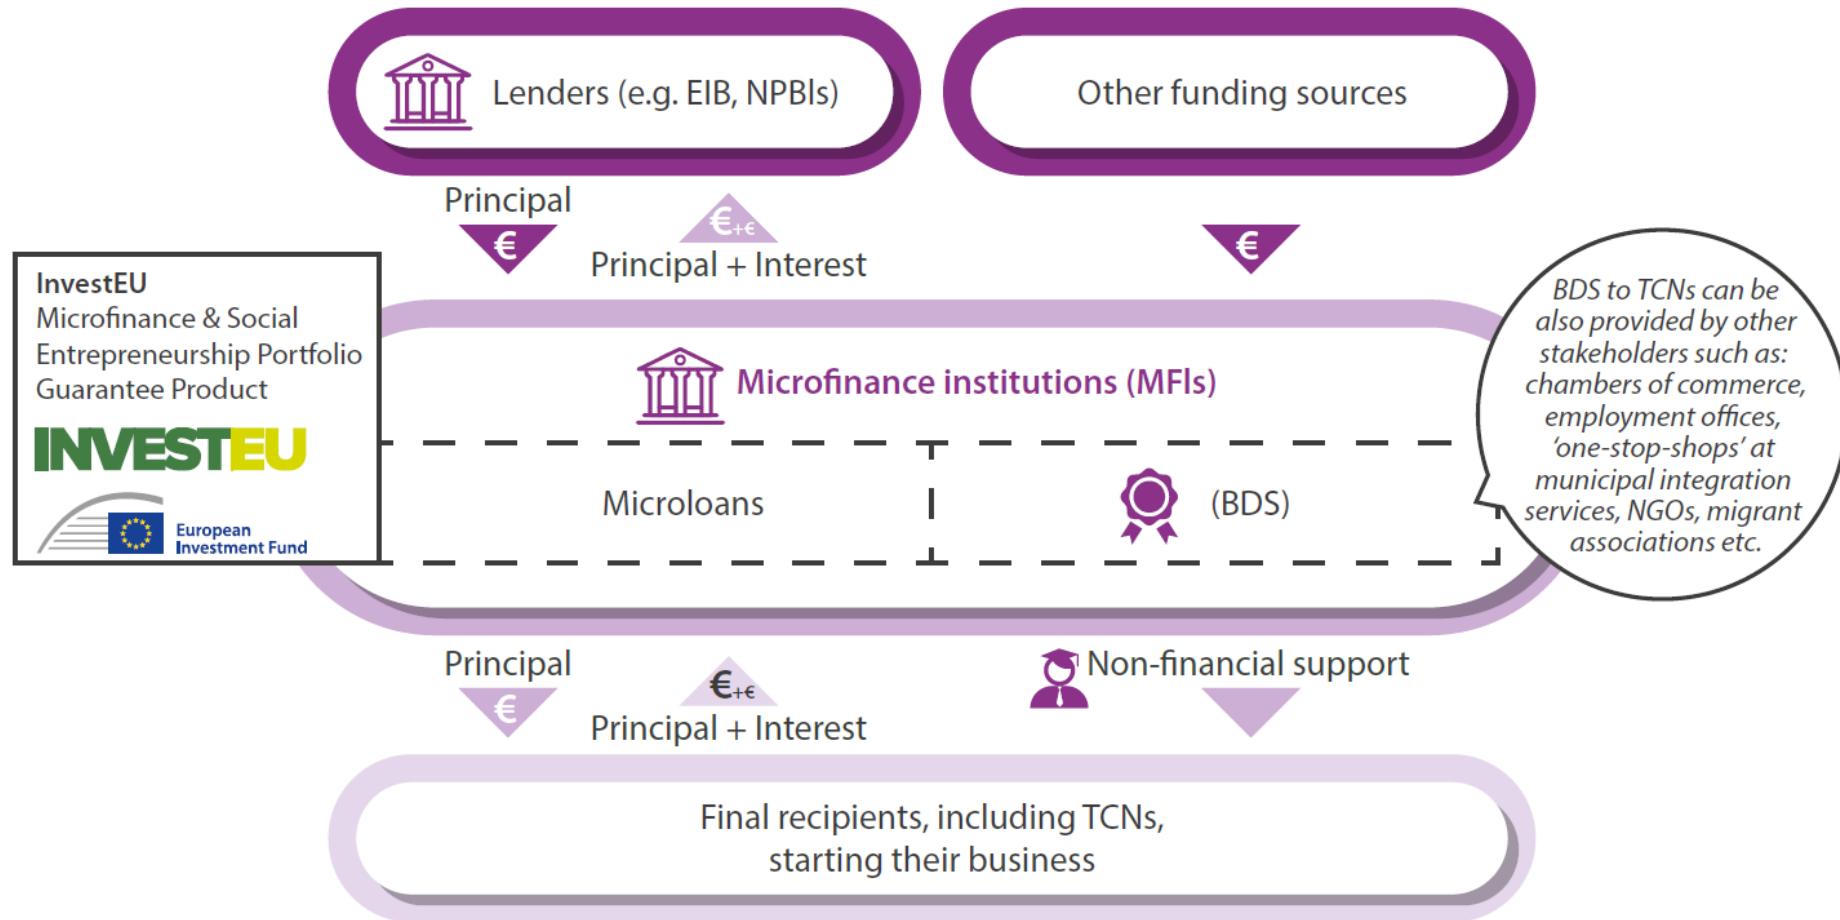 Lenders (e.g. EIB, NPBls)
Other funding sources
Principal
€
€+€
Principal + Interest
€
InvestEU
Microfinance & Social
Entrepreneurship Portfolio
Guarantee Product
INVESTEU
European
Investment Fund
Microfinance institutions (MFls)
Microloans
(BDS)
BDS to TCNs can be
also provided by other
stakeholders such as:
chambers of commerce,
employment offices,
‘one-stop-shops’ at
municipal integration
services, NGOs, migrant
associations etc.
Principal
€
€+€
Principal + Interest
Non-financial support
Final recipients, including TCNs,
starting their business